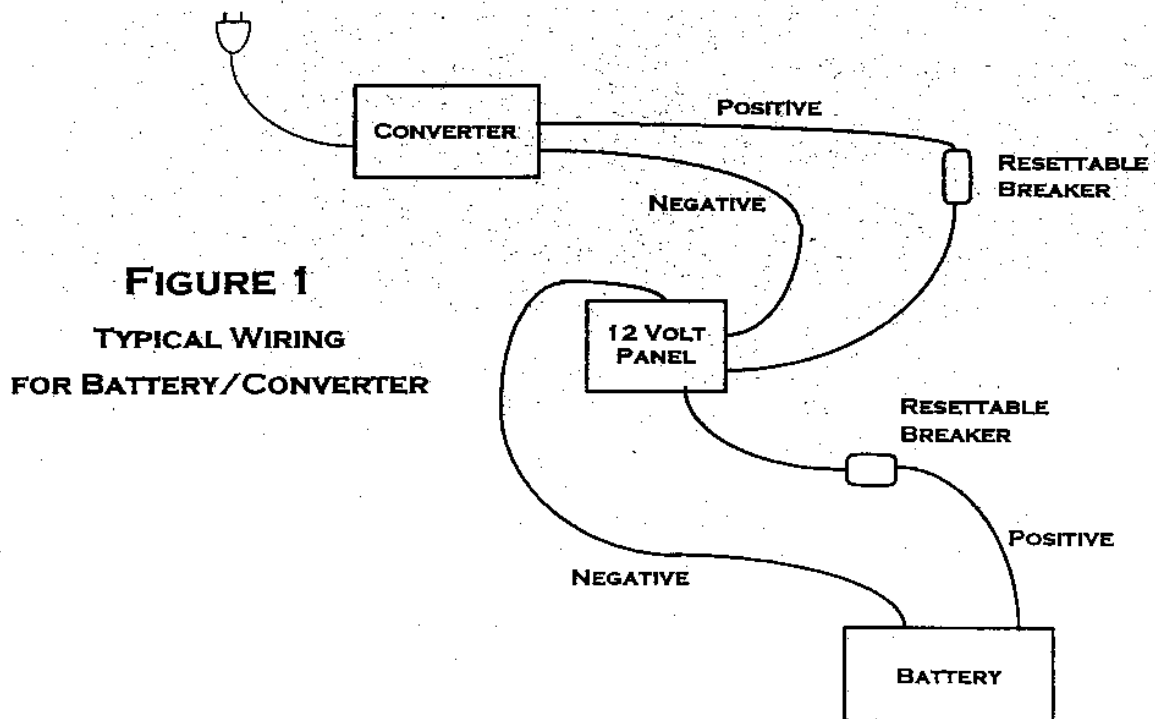 POSITIVE
CONVERTER
RESETTABLE
BREAKER
NEGATIVE
FIGURE 1
TYPICAL WIRING
FOR BATTERY/CONVERTER
12 VOLT
PANEL
RESETTABLE
BREAKER
POSITIVE
NEGATIVE
BATTERY